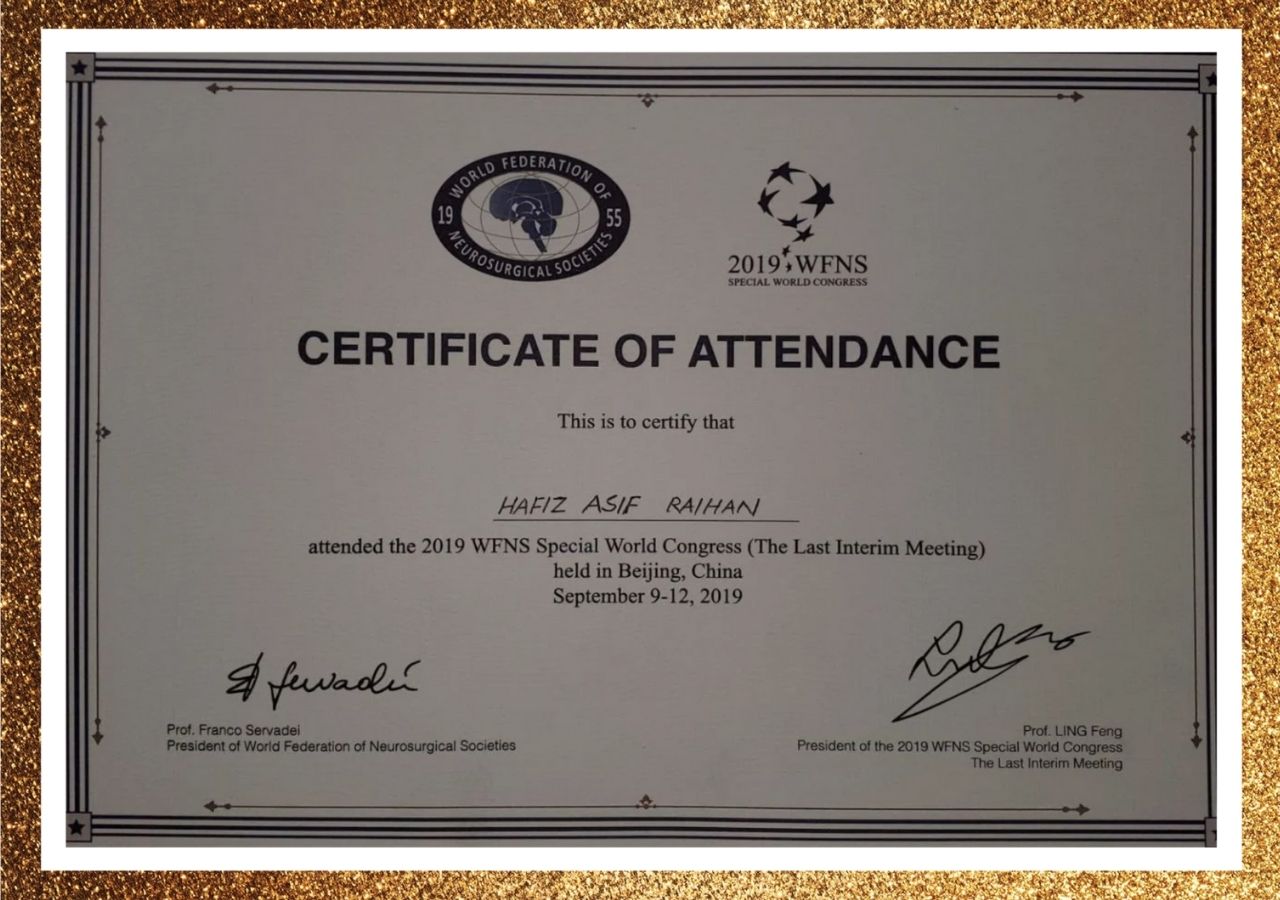 WORLD FEDERATION OF
19 55
NEUROSURGICAL SOCIETIES
2019 WFNS
SPECIAL WORLD CONGRESS
CERTIFICATE OF ATTENDANCE
This is to certify that
HAFIZ ASIF RAIHAN
attended the 2019 WFNS Special World Congress (The Last Interim Meeting)
held in Beijing, China
September 9-12, 2019
Prof. Franco Servadei
President of World Federation of Neurosurgical Societies
Prof. LING Feng
President of the 2019 WFNS Special World Congress
The Last Interim Meeting